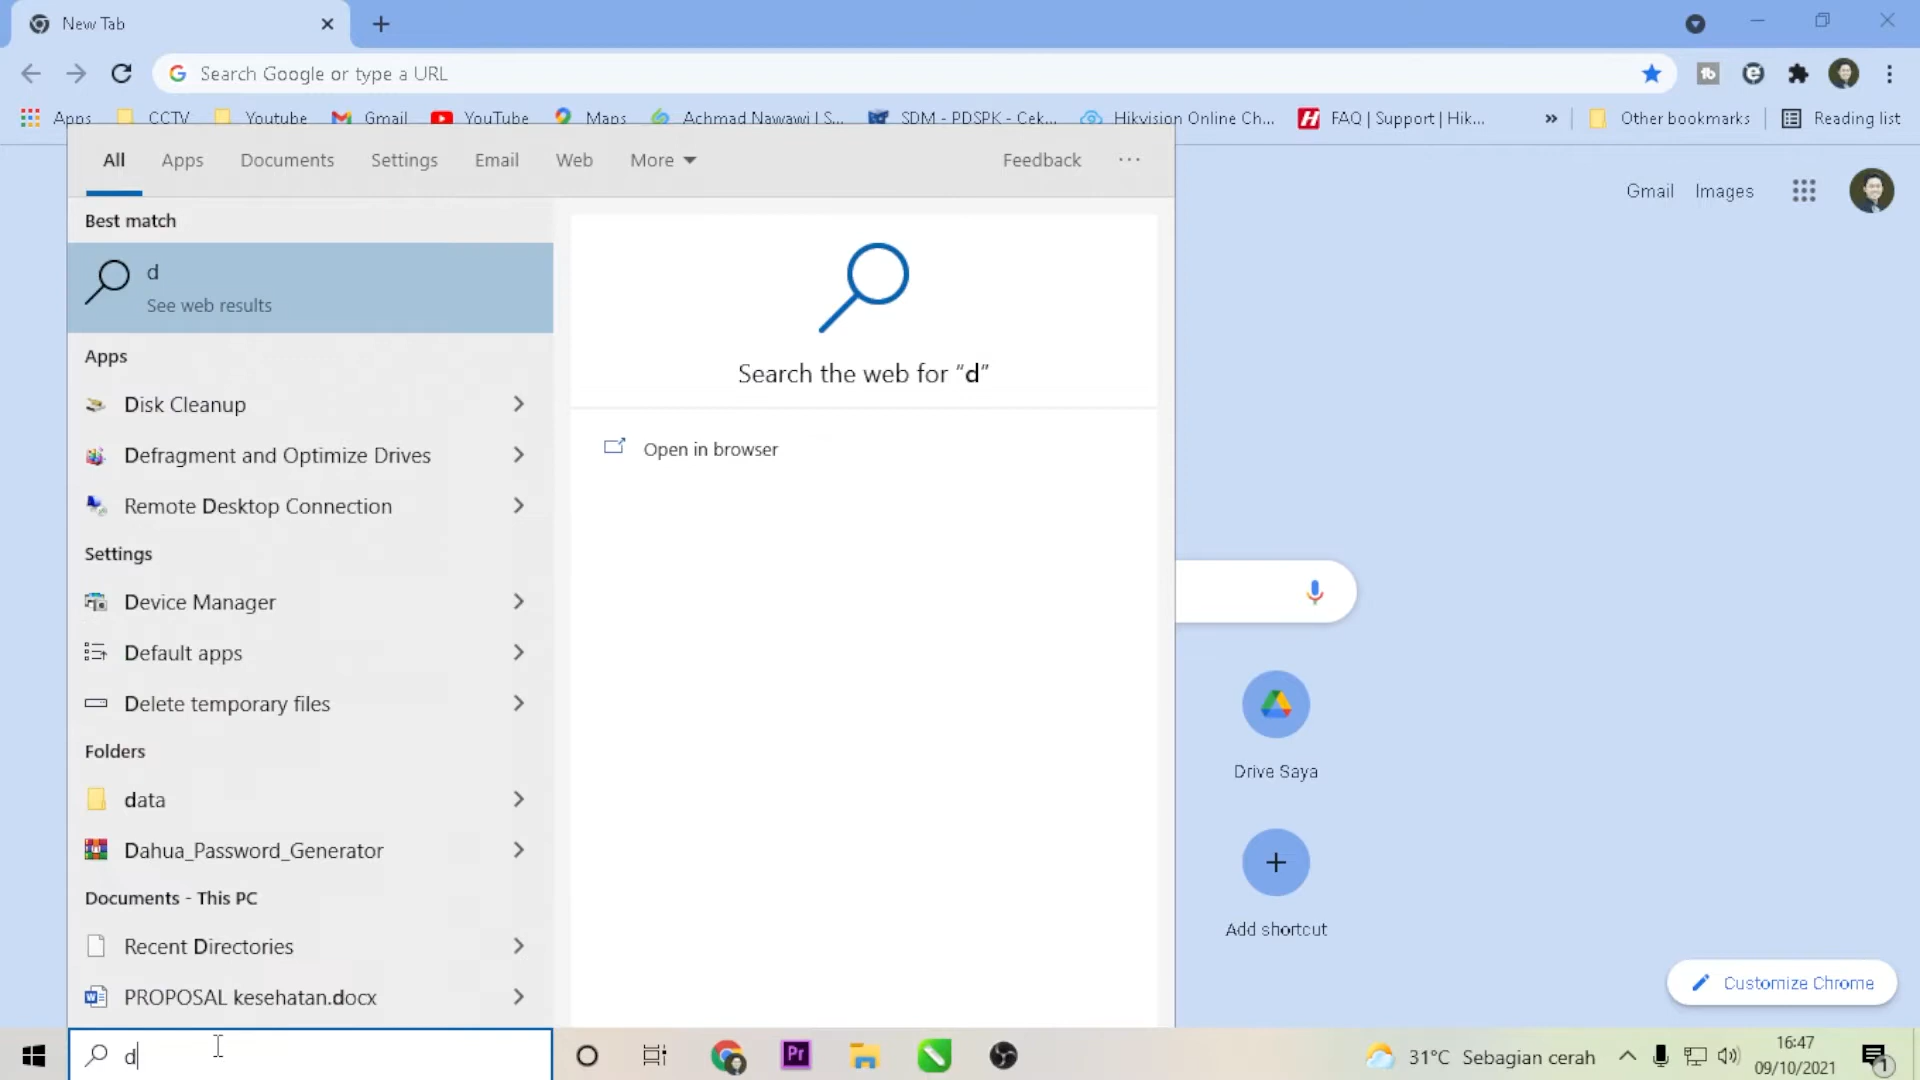 New Tab
Search Google or type a URL
Apps CCTV Youtube Gmail YouTube Maps Achmad Nawawi | S... SDM - PDSPK - Cek... Hikvision Online Ch... FAQ | Support | Hik... » Other bookmarks Reading list
All Apps Documents Settings Email Web More Feedback ...
Gmail Images
Best match
d
See web results
Search the web for “d”
Open in browser
Apps
Disk Cleanup
Defragment and Optimize Drives
Remote Desktop Connection
Settings
Device Manager
Default apps
Delete temporary files
Folders
data
Dahua_Password_Generator
Documents - This PC
Recent Directories
PROPOSAL kesehatan.docx
Drive Saya
Add shortcut
Customize Chrome
d
Pr
31°C Sebagian cerah
16:47
09/10/2021
1